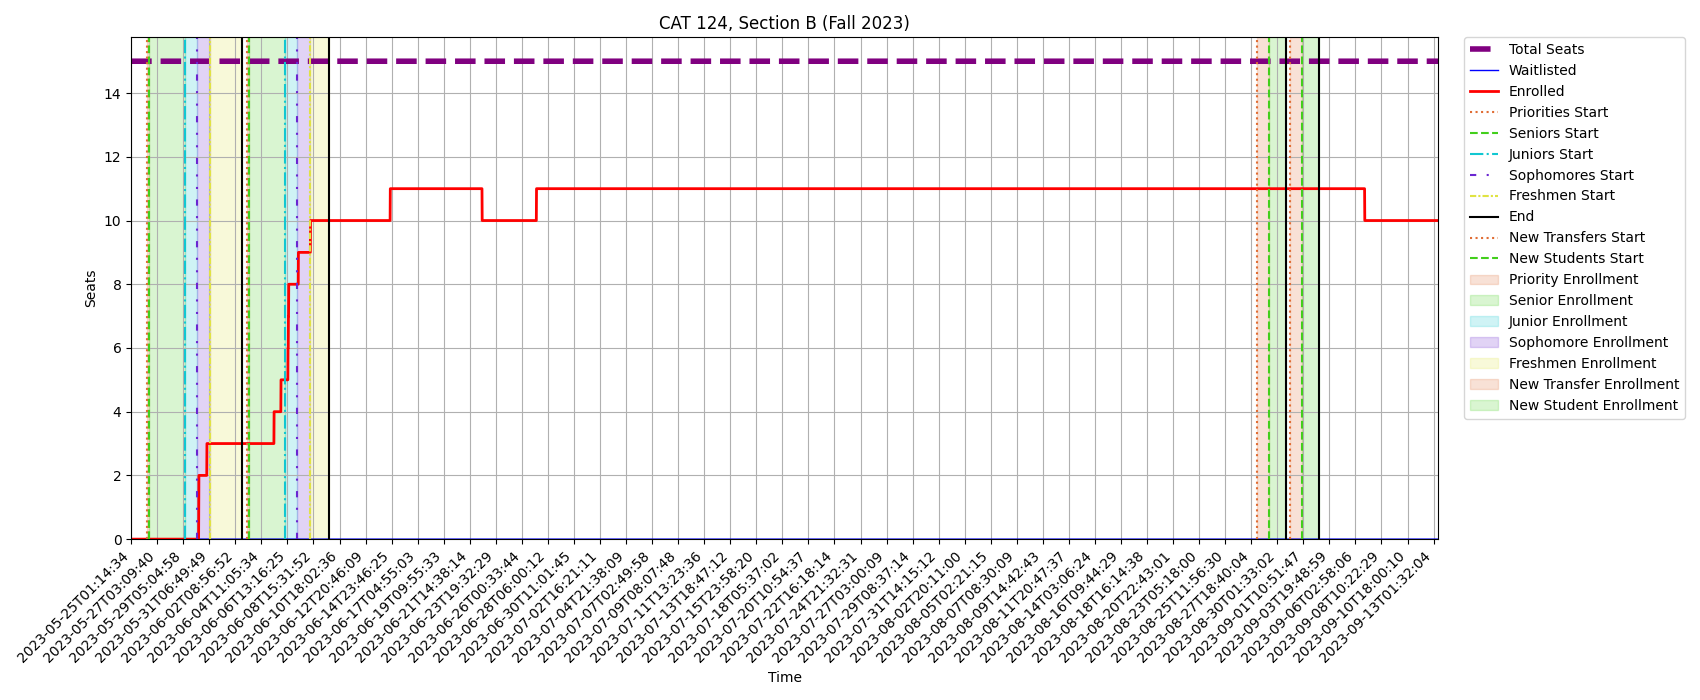 CAT 124, Section B (Fall 2023)
Seats
14
12
10
8
6
4
2
0
2023-05-25T01:14:34
2023-05-27T03:09:40
2023-05-29T05:04:58
2023-05-31T06:49:49
2023-06-02T08:56:52
2023-06-04T11:05:34
2023-06-06T13:16:25
2023-06-08T15:31:52
2023-06-10T18:02:36
2023-06-12T20:46:09
2023-06-14T23:46:25
2023-06-17T04:55:03
2023-06-19T09:55:33
2023-06-21T14:38:14
2023-06-23T19:32:29
2023-06-26T00:33:44
2023-06-28T06:00:12
2023-06-30T11:01:45
2023-07-02T16:21:11
2023-07-04T21:38:09
2023-07-07T02:49:58
2023-07-09T08:07:48
2023-07-11T13:23:36
2023-07-13T18:47:12
2023-07-15T23:58:20
2023-07-18T05:37:02
2023-07-20T10:54:37
2023-07-22T16:18:14
2023-07-24T21:32:31
2023-07-27T03:00:09
2023-07-29T08:37:14
2023-07-31T14:15:12
2023-08-02T20:11:00
2023-08-05T02:21:15
2023-08-07T08:30:09
2023-08-09T14:42:43
2023-08-11T20:47:37
2023-08-14T03:06:24
2023-08-16T09:44:29
2023-08-18T16:14:38
2023-08-20T22:43:01
2023-08-23T05:18:00
2023-08-25T11:56:30
2023-08-27T18:40:04
2023-08-30T01:33:02
2023-09-01T10:51:47
2023-09-03T19:48:59
2023-09-06T02:58:06
2023-09-08T10:22:29
2023-09-10T18:00:10
2023-09-13T01:32:04
Time
Total Seats
Waitlisted
Enrolled
Priorities Start
Seniors Start
Juniors Start
Sophomores Start
Freshmen Start
End
New Transfers Start
New Students Start
Priority Enrollment
Senior Enrollment
Junior Enrollment
Sophomore Enrollment
Freshmen Enrollment
New Transfer Enrollment
New Student Enrollment